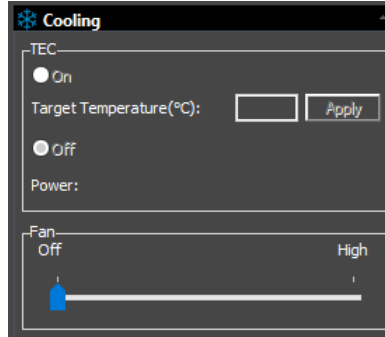 Cooling
TEC
On
Target Temperature(°C):
Apply
Off
Power:
Fan
Off High